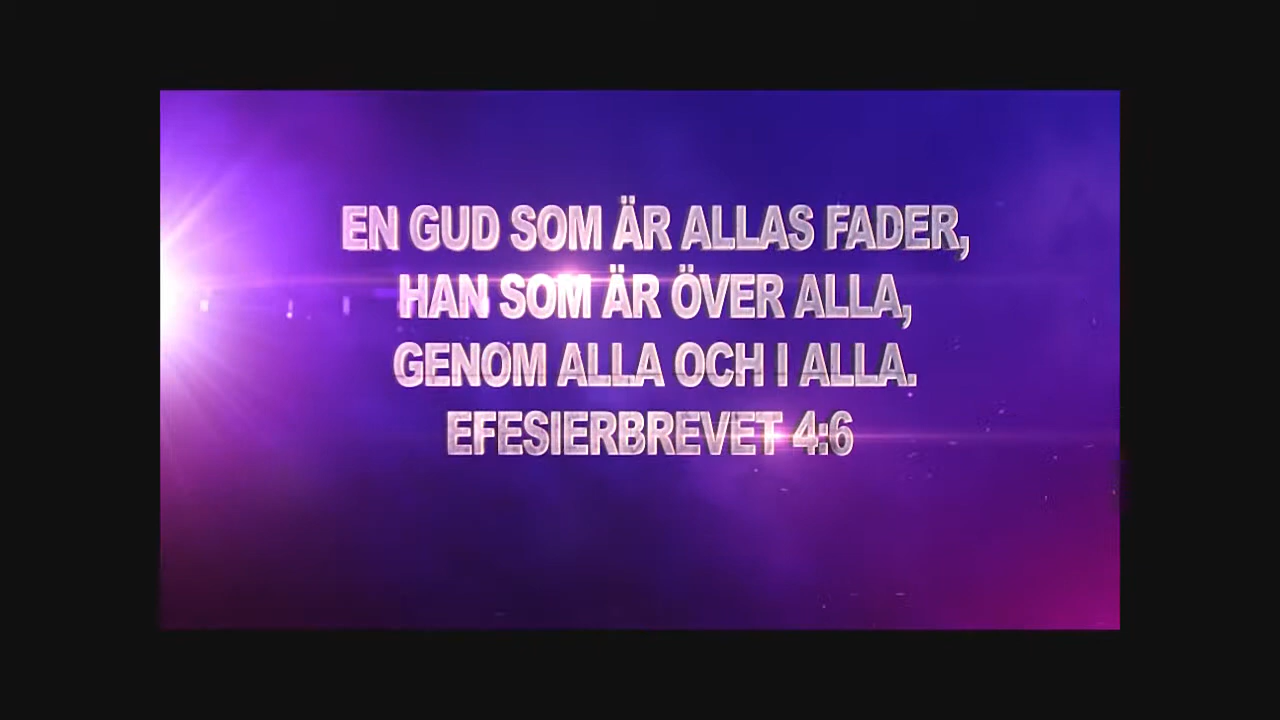 EN GUD SOM ÄR ALLAS FADER,
HAN SOM ÄR ÖVER ALLA,
GENOM ALLA OCH I ALLA.
EFESIERBREVET 4:6